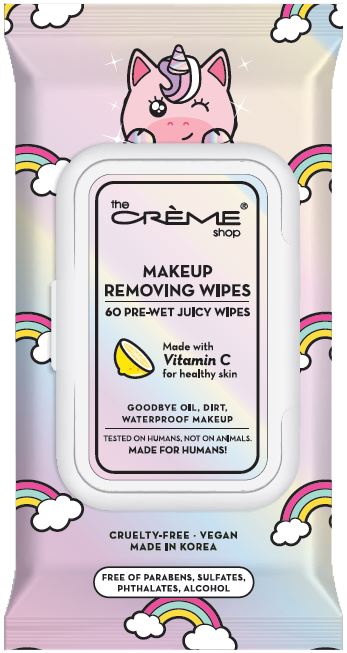 the
CRÈME®
shop
MAKEUP
REMOVING WIPES
60 PRE-WET JUICY WIPES
Made with
Vitamin C
for healthy skin
GOODBYE OIL, DIRT,
WATERPROOF MAKEUP
TESTED ON HUMANS, NOT ON ANIMALS.
MADE FOR HUMANS!
CRUELTY-FREE · VEGAN
MADE IN KOREA
FREE OF PARABENS, SULFATES,
PHTHALATES, ALCOHOL